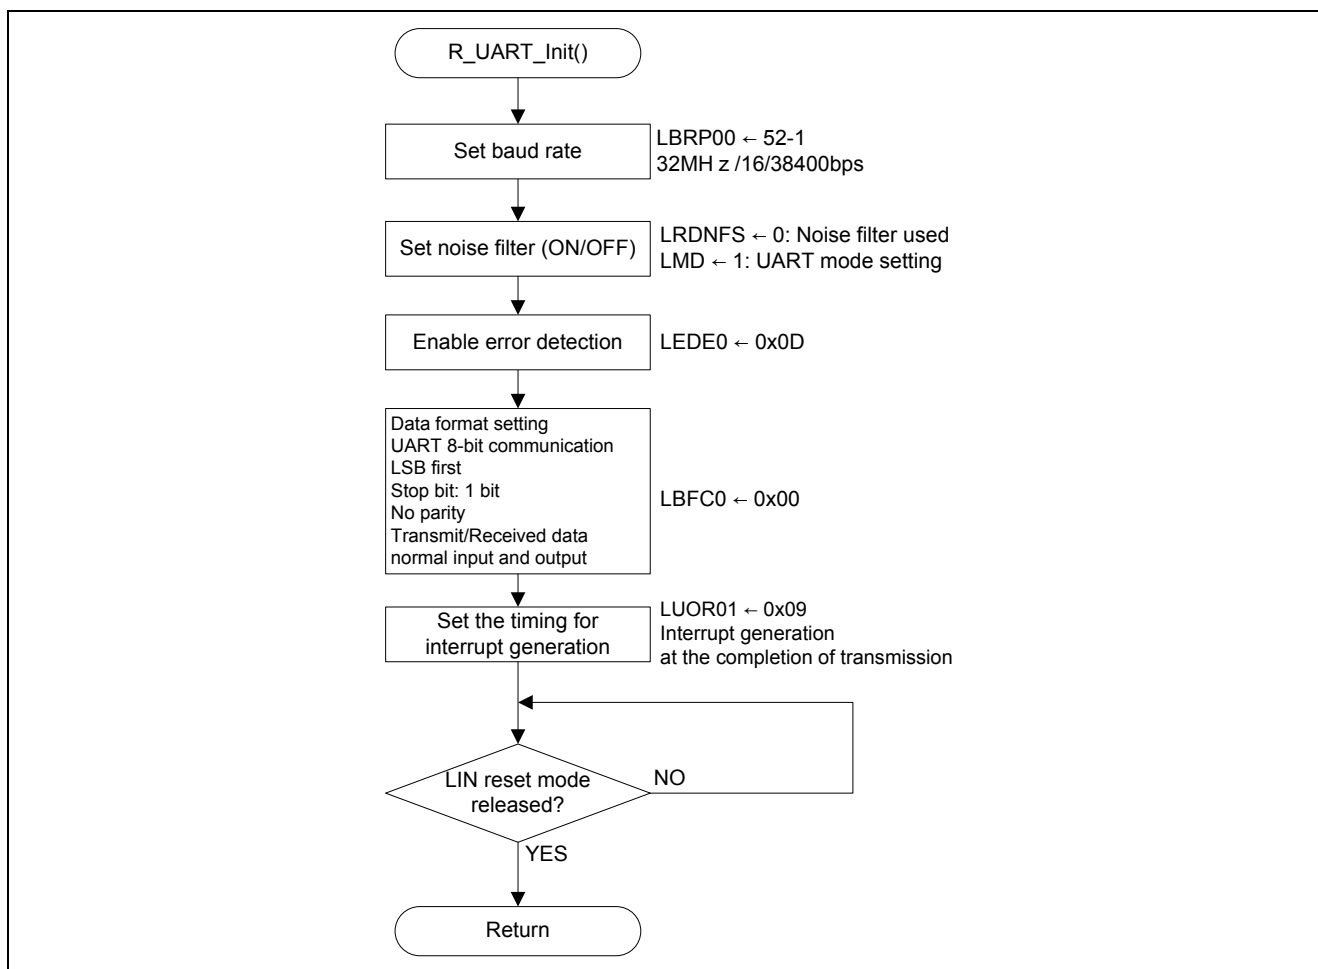 R_UART_Init()
Set baud rate
LBRP00 ← 52-1
32MH z /16/38400bps
Set noise filter (ON/OFF)
LRDNFS ← 0: Noise filter used
LMD ← 1: UART mode setting
Enable error detection
LEDE0 ← 0x0D
Data format setting
UART 8-bit communication
LSB first
Stop bit: 1 bit
No parity
Transmit/Received data
normal input and output
LBFC0 ← 0x00
Set the timing for
interrupt generation
LUOR01 ← 0x09
Interrupt generation
at the completion of transmission
LIN reset mode
released?
NO
YES
Return